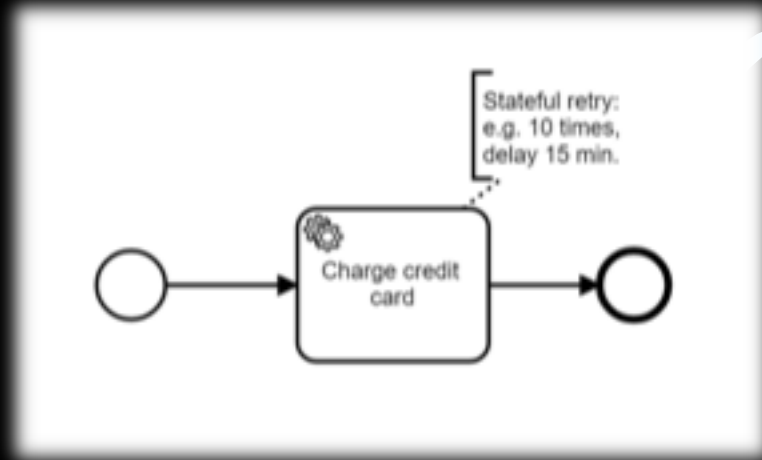 Stateful retry:
e.g. 10 times,
delay 15 min.
Charge credit
card